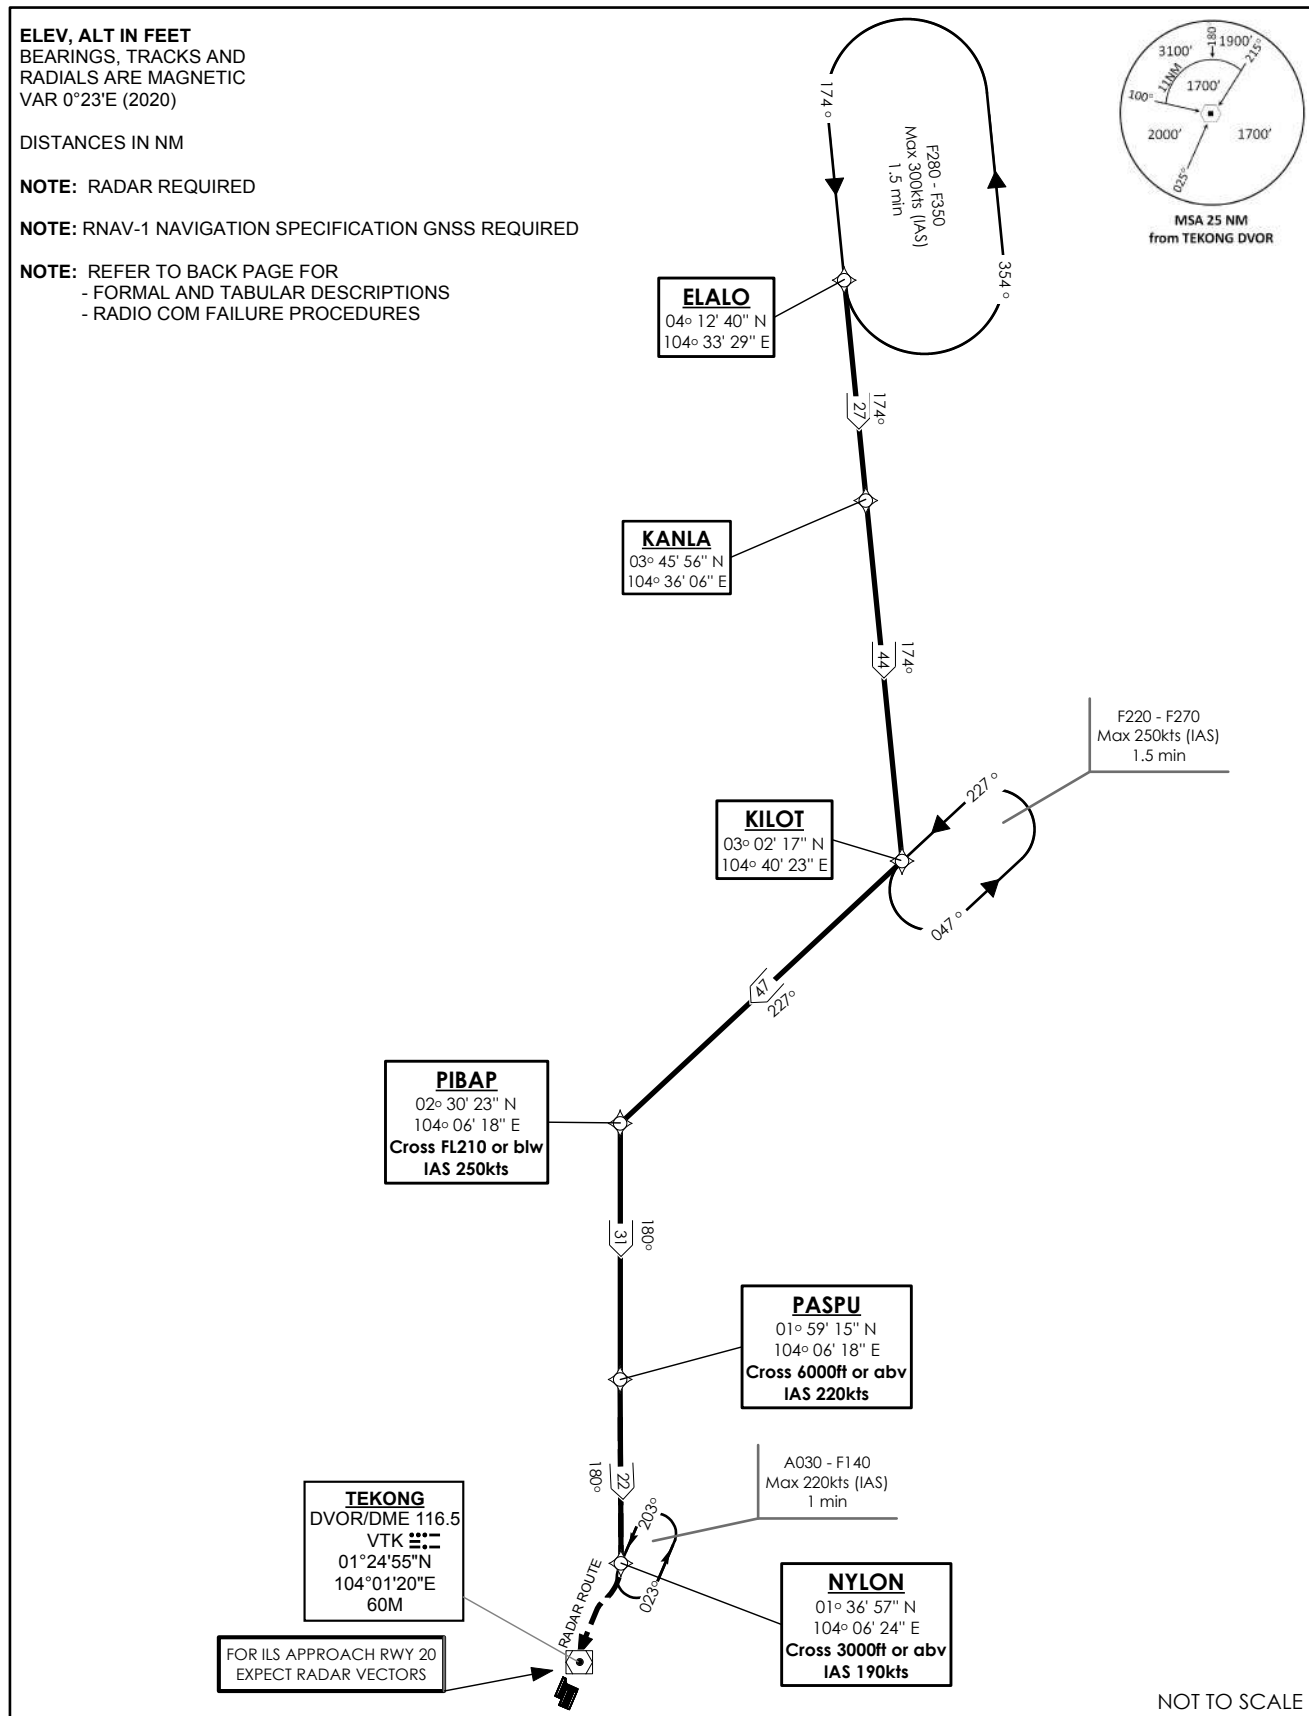 ELEV, ALT IN FEET
BEARINGS, TRACKS AND
RADIALS ARE MAGNETIC
VAR 0°23'E (2020)
DISTANCES IN NM
NOTE: RADAR REQUIRED
NOTE: RNAV-1 NAVIGATION SPECIFICATION GNSS REQUIRED
NOTE: REFER TO BACK PAGE FOR
- FORMAL AND TABULAR DESCRIPTIONS
- RADIO COM FAILURE PROCEDURES
3100'
180°
1900'
215°
11NM
1700'
100°
2000'
1700'
025°
MSA 25 NM
from TEKONG DVOR
174°
F280 - F350
Max 300kts (IAS)
1.5 min
354°
ELALO
04° 12' 40" N
104° 33' 29" E
27
174°
KANLA
03° 45' 56" N
104° 36' 06" E
44
174°
F220 - F270
Max 250kts (IAS)
1.5 min
227°
047°
KILOT
03° 02' 17" N
104° 40' 23" E
47
227°
PIBAP
02° 30' 23" N
104° 06' 18" E
Cross FL210 or blw
IAS 250kts
31
180°
PASPU
01° 59' 15" N
104° 06' 18" E
Cross 6000ft or abv
IAS 220kts
22
180°
A030 - F140
Max 220kts (IAS)
1 min
203°
023°
TEKONG
DVOR/DME 116.5
VTK
01°24'55"N
104°01'20"E
60M
RADAR ROUTE
NYLON
01° 36' 57" N
104° 06' 24" E
Cross 3000ft or abv
IAS 190kts
FOR ILS APPROACH RWY 20
EXPECT RADAR VECTORS
NOT TO SCALE